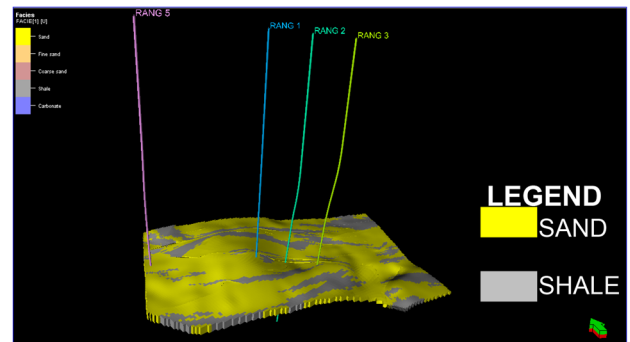 Facies
FACIE[1] [U]
Sand
Fine sand
Coarse sand
Shale
Carbonate
RANG 5
RANG 1
RANG 2
RANG 3
LEGEND
SAND
SHALE